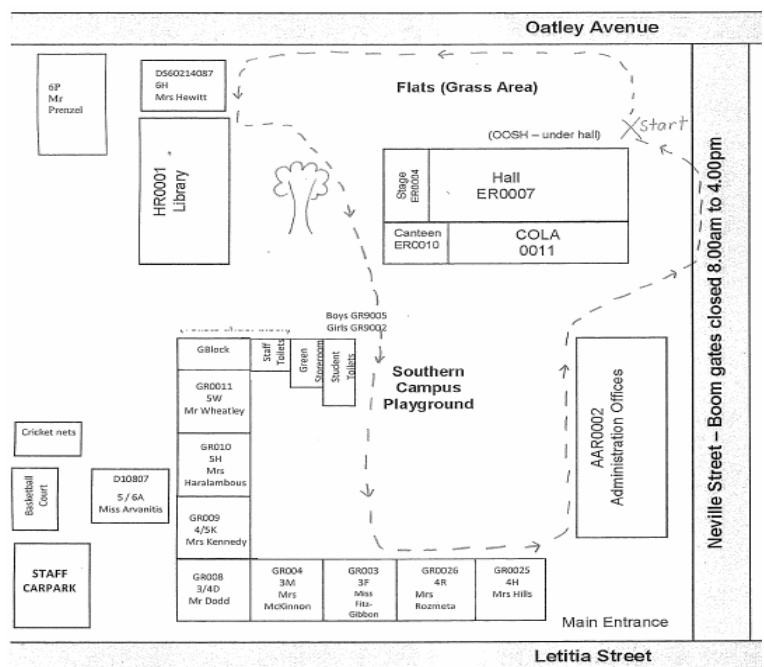 Oatley Avenue
6P
Mr
Prenzel
DS60214087
6H
Mrs Hewitt
Flats (Grass Area)
Start
(OOSH – under hall)
HR0001
Library
Stage
ER0004
Hall
ER0007
Canteen
ER0010
COLA
0011
Neville Street – Boom gates closed 8.00am to 4.00pm
Boys GR9005
Girls GR9002
GBlock
Staff
Toilets
Green
Storeroom
Student
Toilets
Southern
Campus
Playground
GR0011
5W
Mr Wheatley
AAR0002
Administration Offices
Cricket nets
GR010
5H
Mrs
Haralambous
Basketball
Court
D10807
5 / 6A
Miss Arvanitis
GR009
4/5K
Mrs Kennedy
STAFF
CARPARK
GR008
3/4D
Mr Dodd
GR004
3M
Mrs
McKinnon
GR003
3F
Miss
Fitz-
Gibbon
GR0026
4R
Mrs
Rozmeta
GR0025
4H
Mrs Hills
Main Entrance
Letitia Street